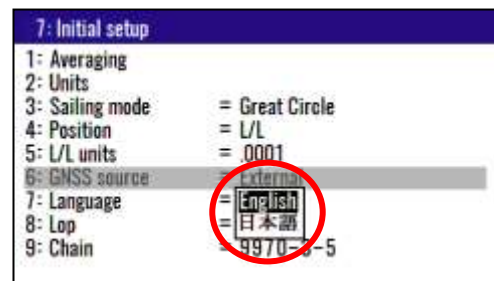 7: Initial setup
1: Averaging
2: Units
3: Sailing mode = Great Circle
4: Position = L/L
5: L/L units = .0001
6: GNSS source = External
7: Language = English
日本語
8: Lop =
9: Chain = 9970-3-5